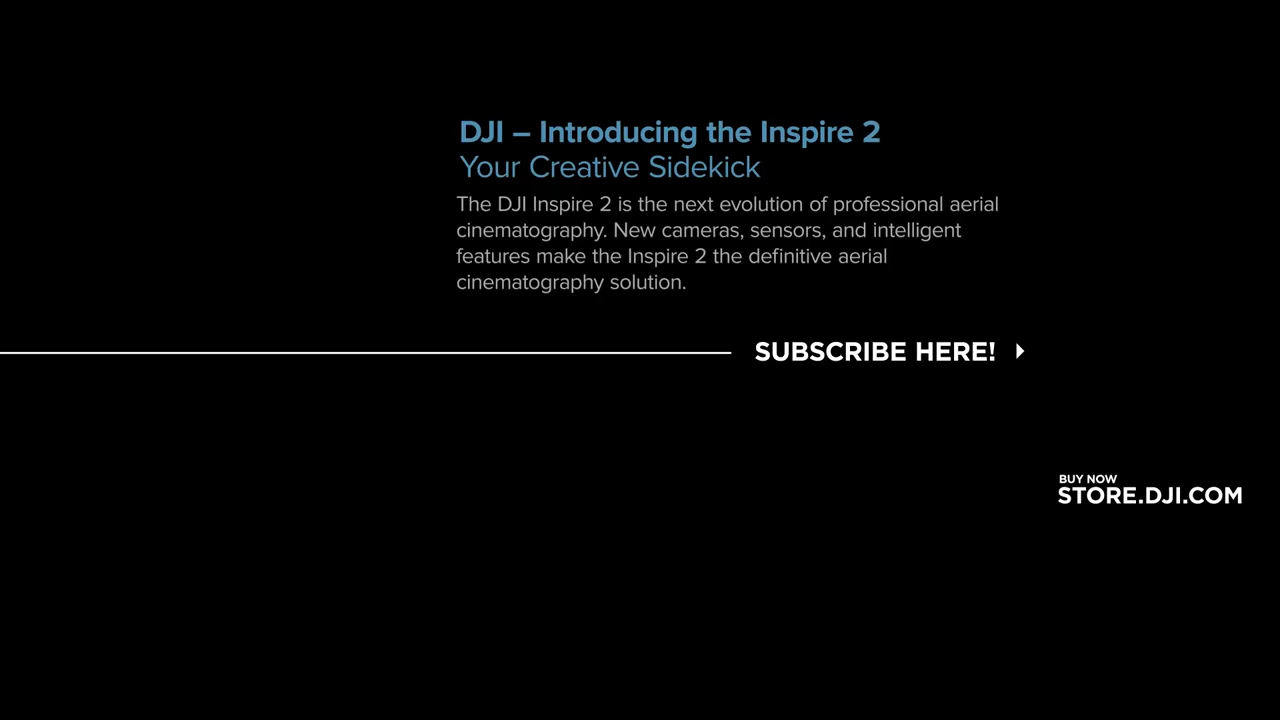 DJI – Introducing the Inspire 2
Your Creative Sidekick
The DJI Inspire 2 is the next evolution of professional aerial
cinematography. New cameras, sensors, and intelligent
features make the Inspire 2 the definitive aerial
cinematography solution.
SUBSCRIBE HERE!
BUY NOW
STORE.DJI.COM